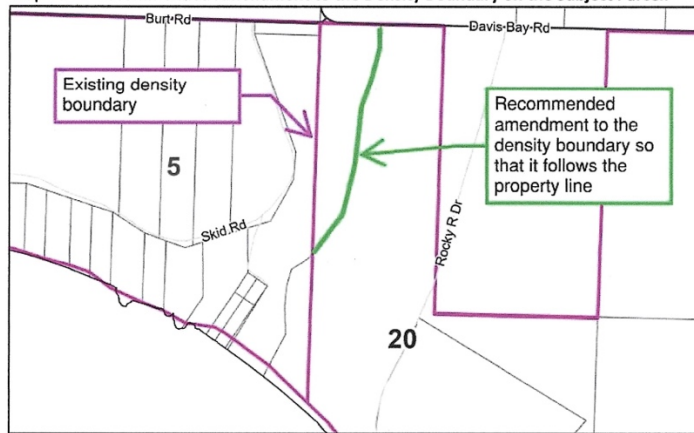 Burt Rd
Davis Bay Rd
Existing density
boundary
Recommended
amendment to the
density boundary so
that it follows the
property line
5
Skid Rd
Rocky R Dr
20